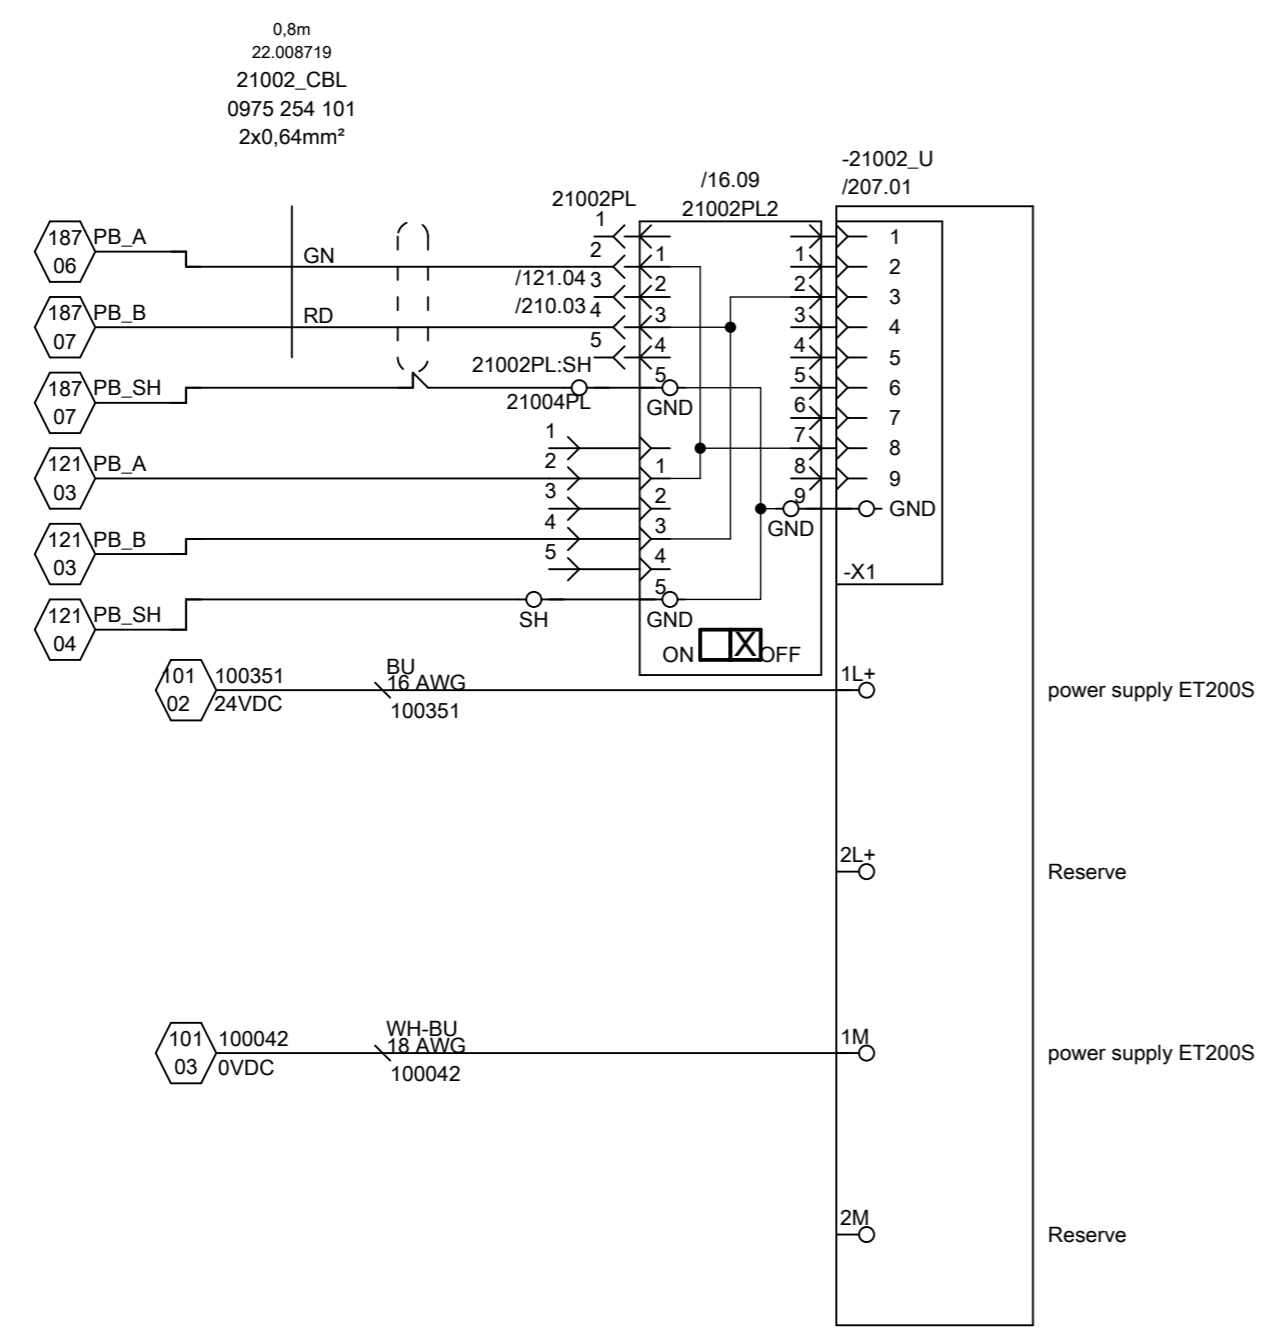 0,8m
22.008719
21002_CBL
0975 254 101
2x0,64mm²
-21002_U
/207.01
/16.09
21002PL2
21002PL
1
2
/121.04 3
/210.03 4
5
187
06
PB_A
GN
187
07
PB_B
RD
187
07
PB_SH
21002PL:SH
21004PL
121
03
PB_A
121
03
PB_B
121
04
PB_SH
SH
1
2
3
4
5
1
2
3
4
5
GND
1
2
3
4
5
GND
ON X OFF
1
2
3
4
5
6
7
8
9
GND
1
2
3
4
5
6
7
8
9
GND
-X1
101
02
100351
24VDC
BU
16 AWG
100351
1L+
power supply ET200S
2L+
Reserve
101
03
100042
0VDC
WH-BU
18 AWG
100042
1M
power supply ET200S
2M
Reserve